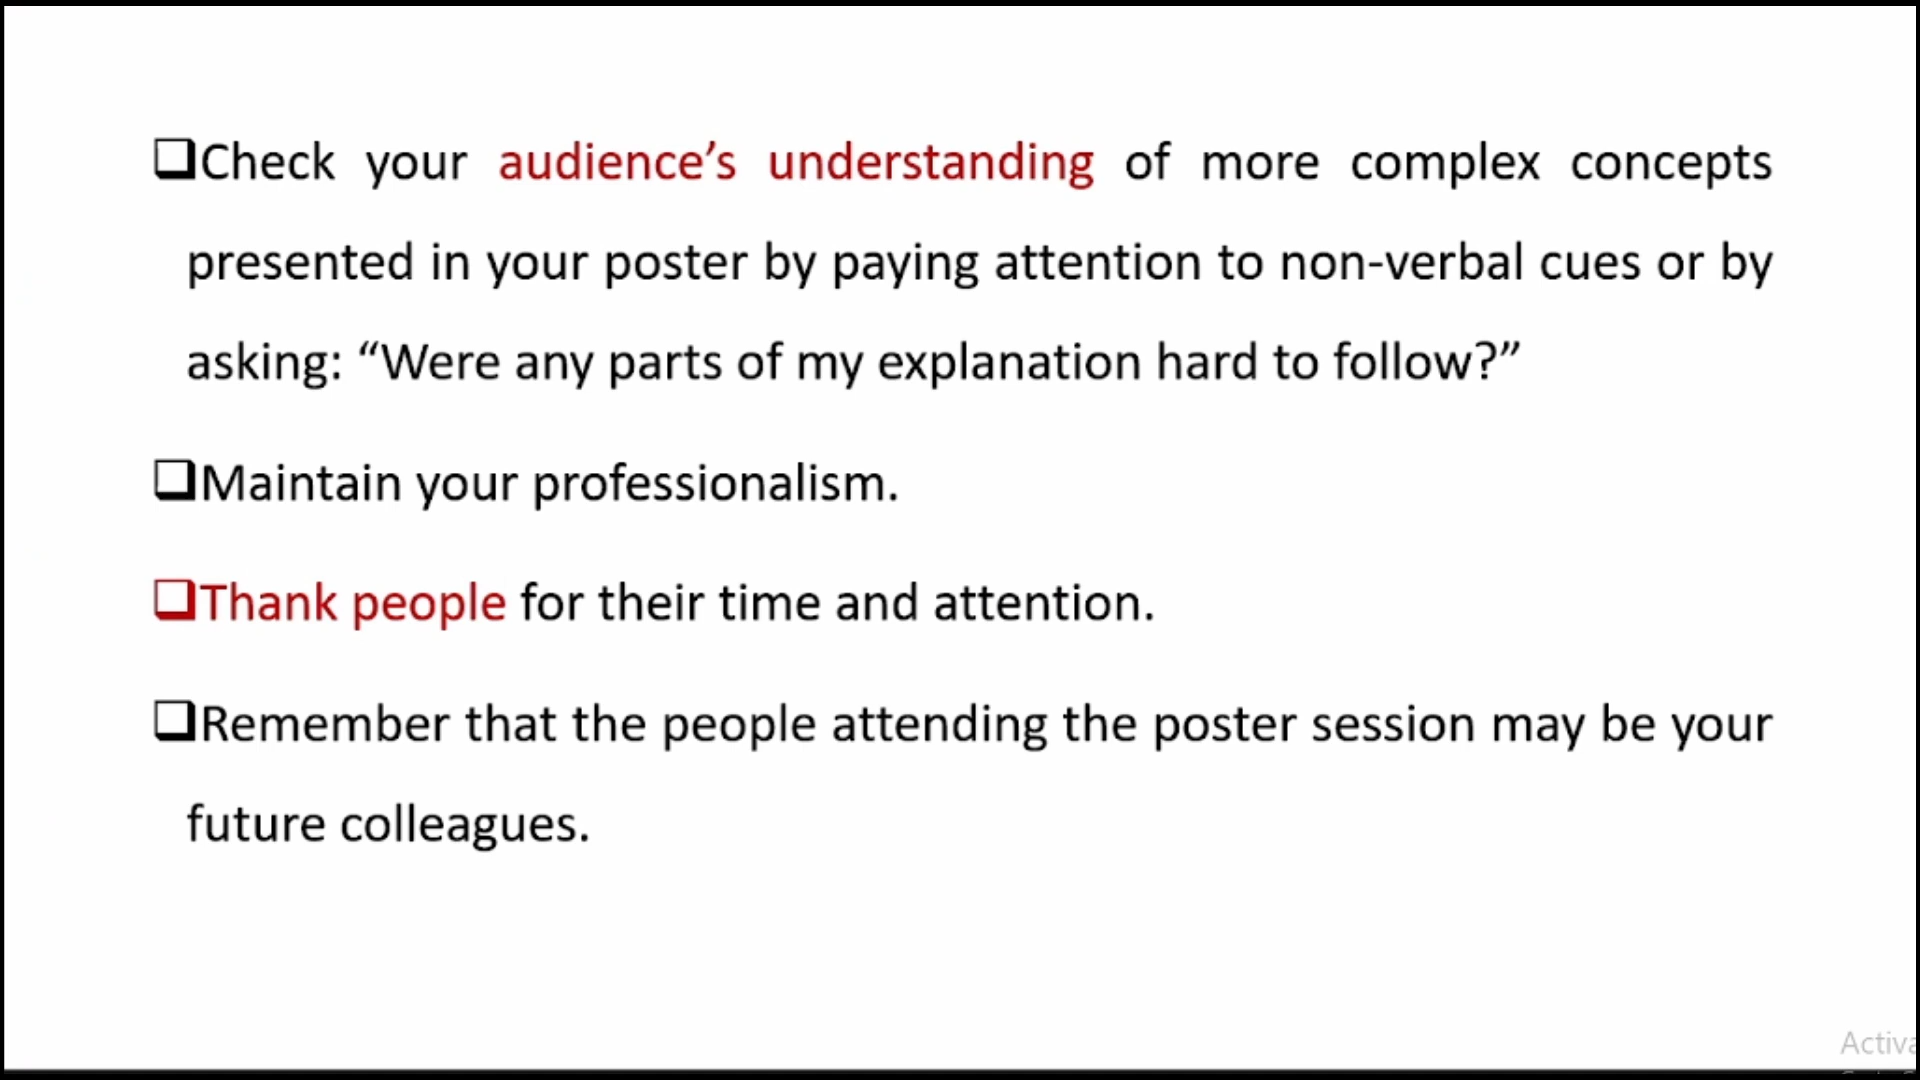 ❑Check your audience’s understanding of more complex concepts
presented in your poster by paying attention to non-verbal cues or by
asking: “Were any parts of my explanation hard to follow?”
❑Maintain your professionalism.
❑Thank people for their time and attention.
❑Remember that the people attending the poster session may be your
future colleagues.